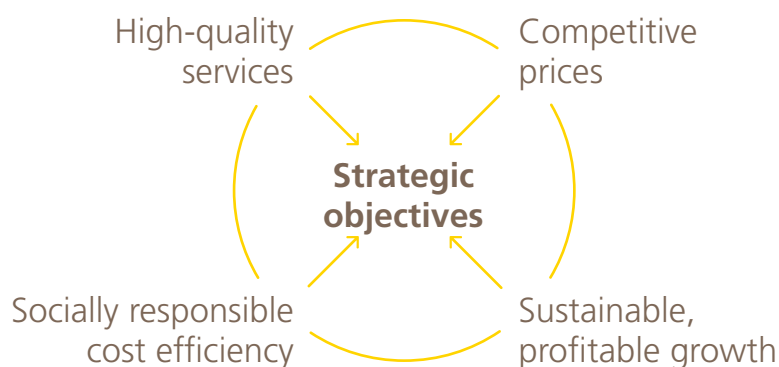 High-quality
services
Competitive
prices
Strategic
objectives
Socially responsible
cost efficiency
Sustainable,
profitable growth